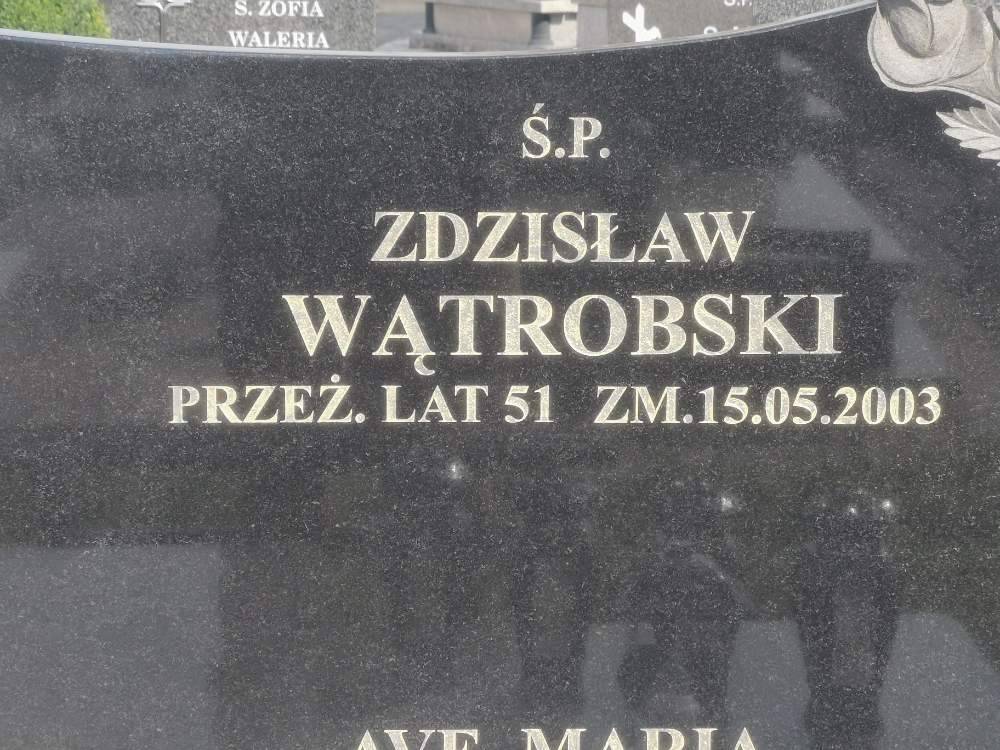 S. ZOFIA
WALERIA
Ś.P.
ZDZISŁAW
WĄTROBSKI
PRZEŻ. LAT 51 ZM.15.05.2003
AVE MARIA